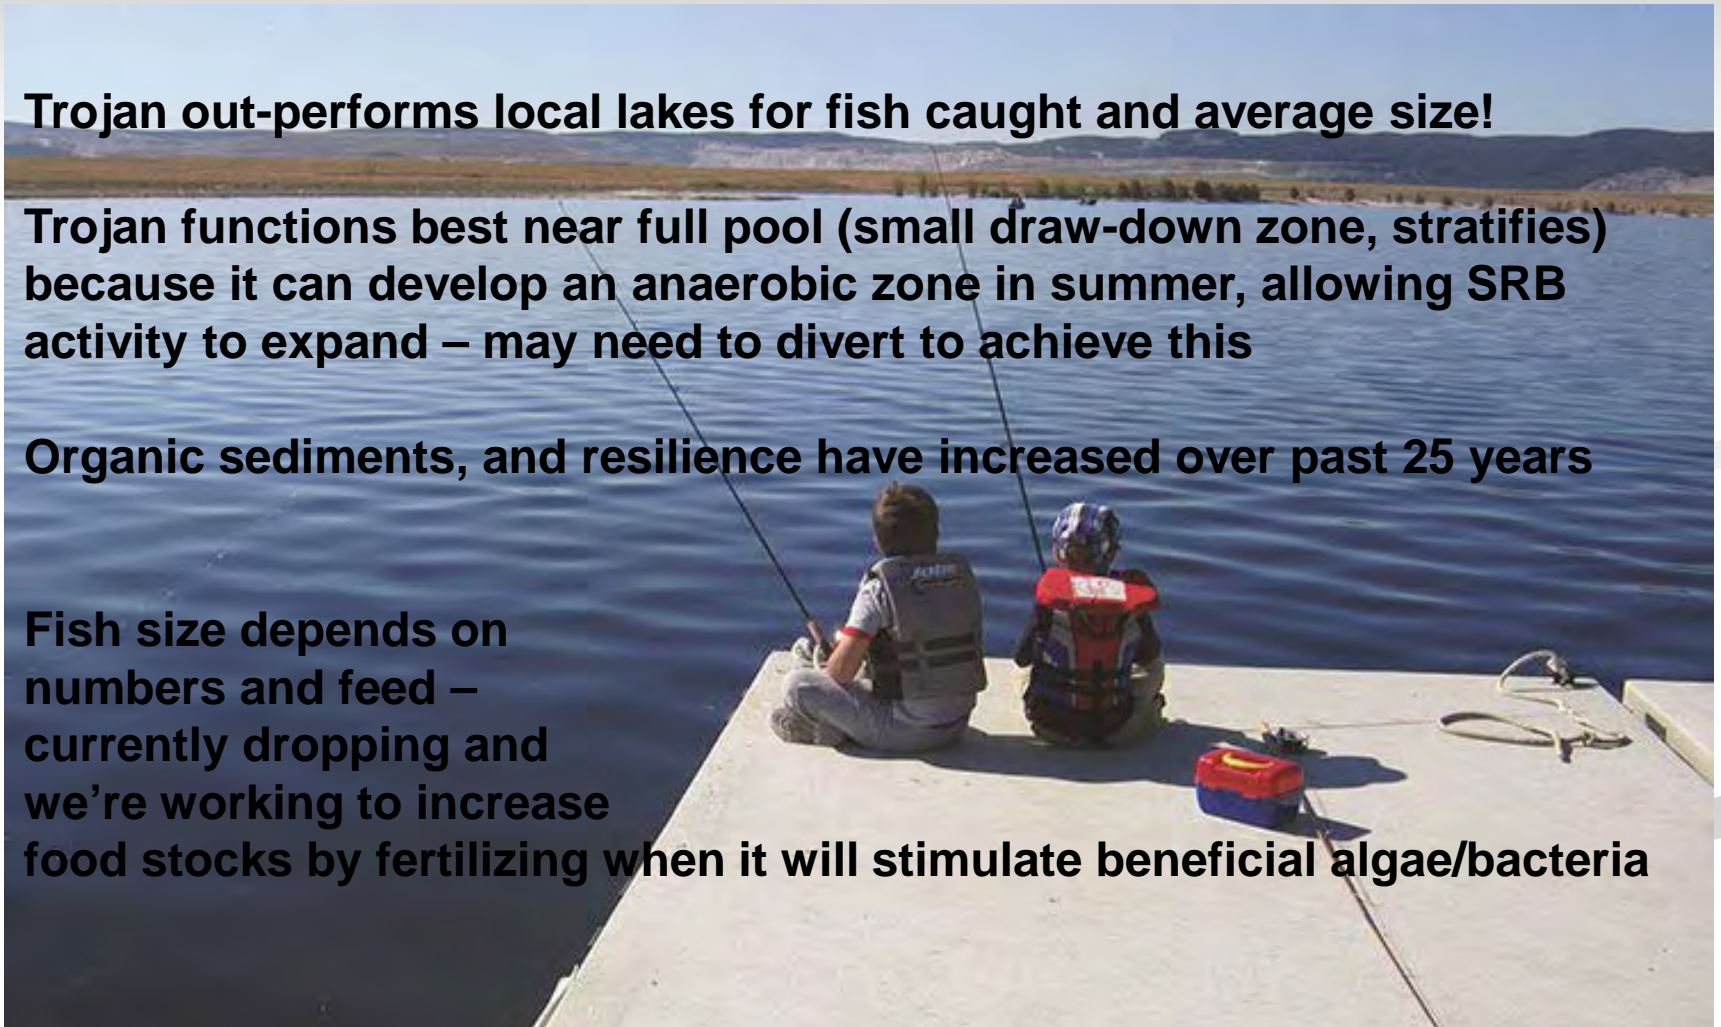 Trojan out-performs local lakes for fish caught and average size!
Trojan functions best near full pool (small draw-down zone, stratifies)
because it can develop an anaerobic zone in summer, allowing SRB
activity to expand – may need to divert to achieve this
Organic sediments, and resilience have increased over past 25 years
Fish size depends on
numbers and feed –
currently dropping and
we're working to increase
food stocks by fertilizing when it will stimulate beneficial algae/bacteria